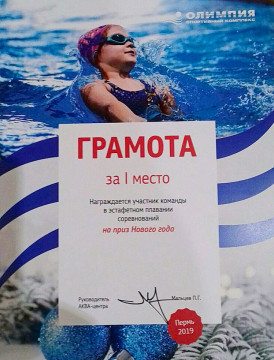 ОЛИМПИЯ
СПОРТИВНЫЙ КОМПЛЕКС
ГРАМОТА
за I место
Награждается участник команды
в эстафетном плавании
соревнований
на приз Нового года
Руководитель
АКВА-центра
Мальцев П.Г.
Пермь
2019